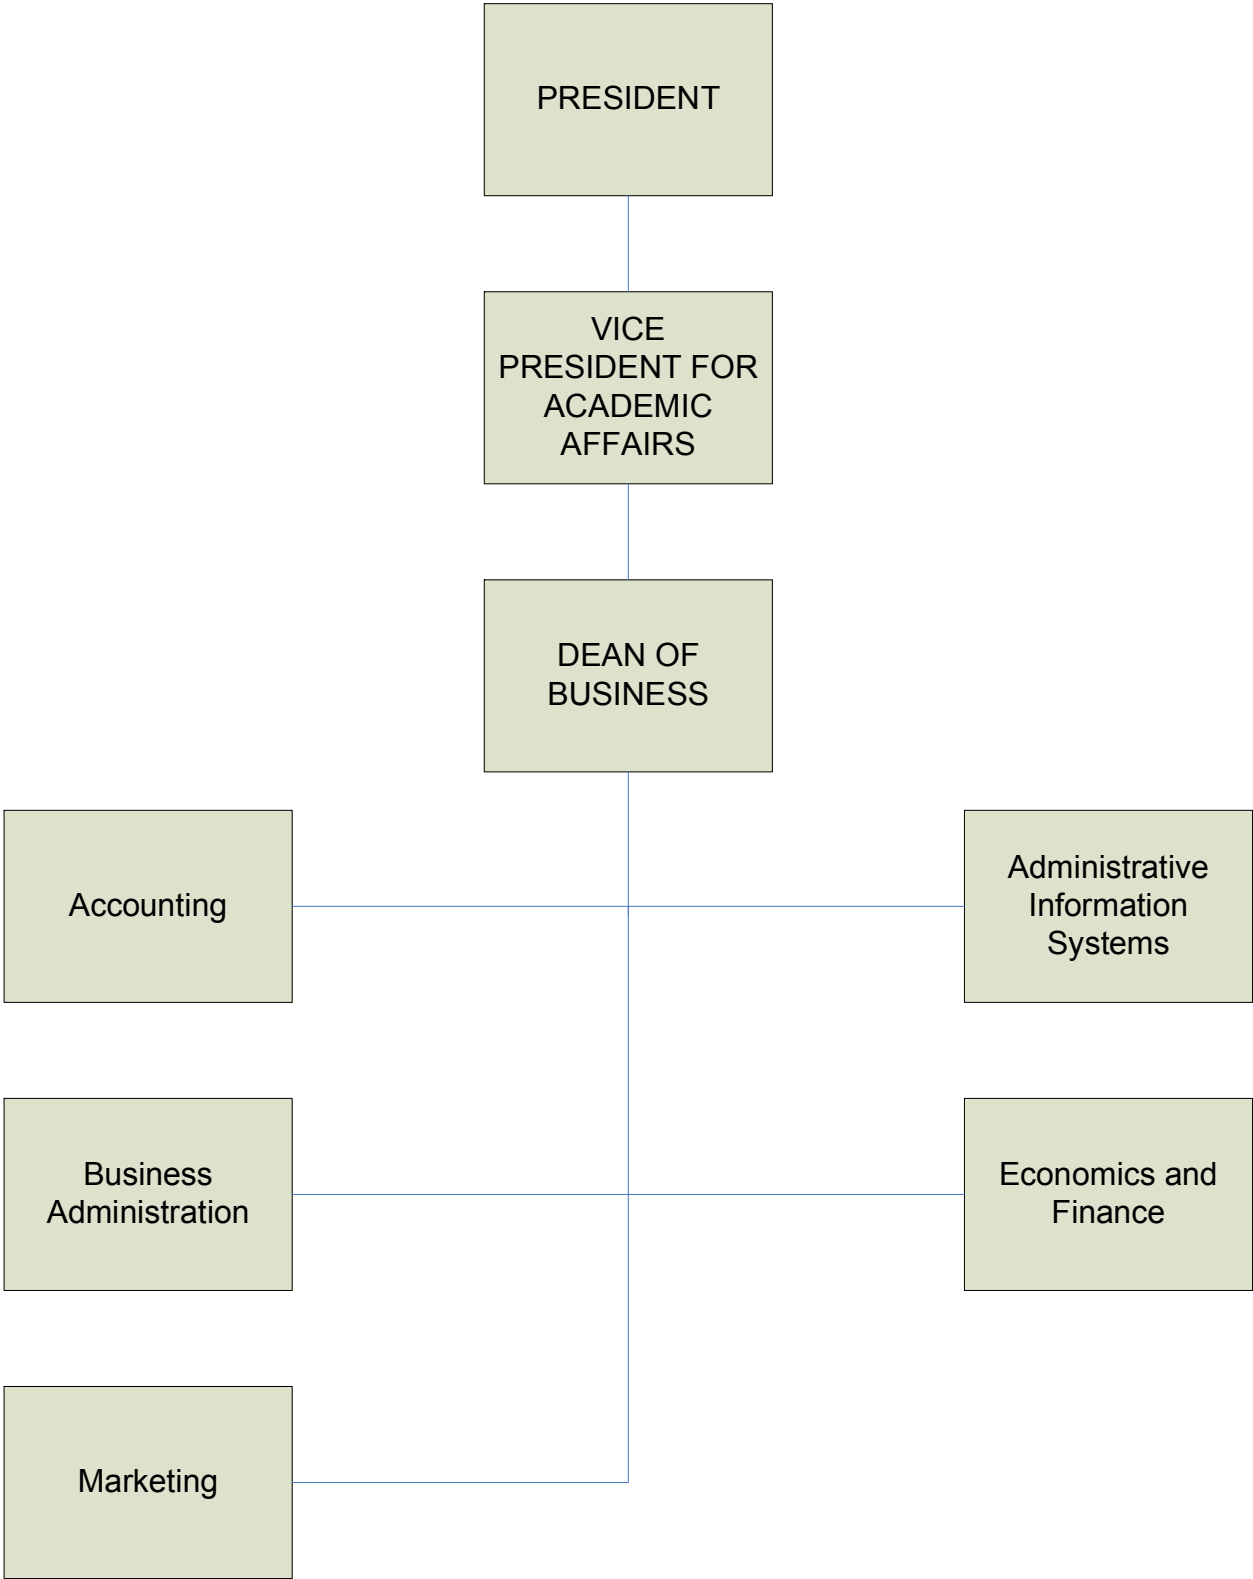 PRESIDENT
VICE
PRESIDENT FOR
ACADEMIC
AFFAIRS
DEAN OF
BUSINESS
Accounting
Administrative
Information
Systems
Business
Administration
Economics and
Finance
Marketing